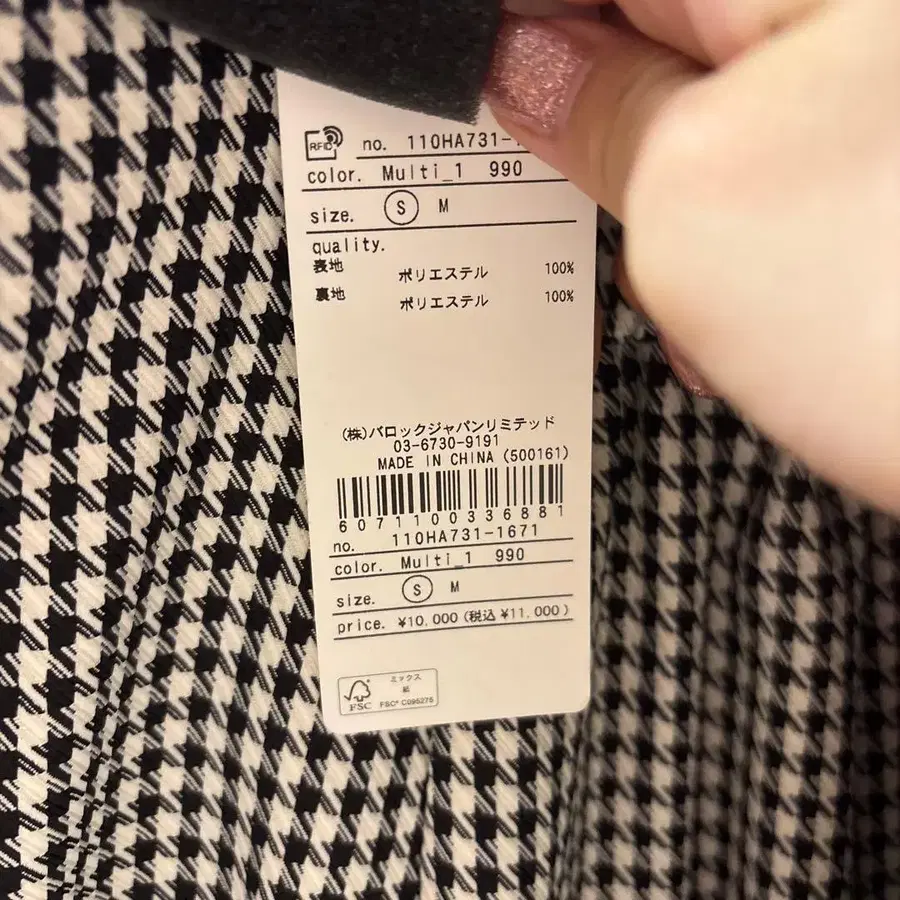 RFID no. 110HA731-
color. Multi_1 990
size. S M
quality.
表地 ポリエステル 100%
裏地 ポリエステル 100%
(株)バロックジャパンリミテッド
03-6730-9191
MADE IN CHINA (500161)
6071100336881
no. 110HA731-1671
color. Multi_1 990
size. S M
price. ¥10,000(税込¥11,000)
ミックス
紙
FSC FSC® C095275